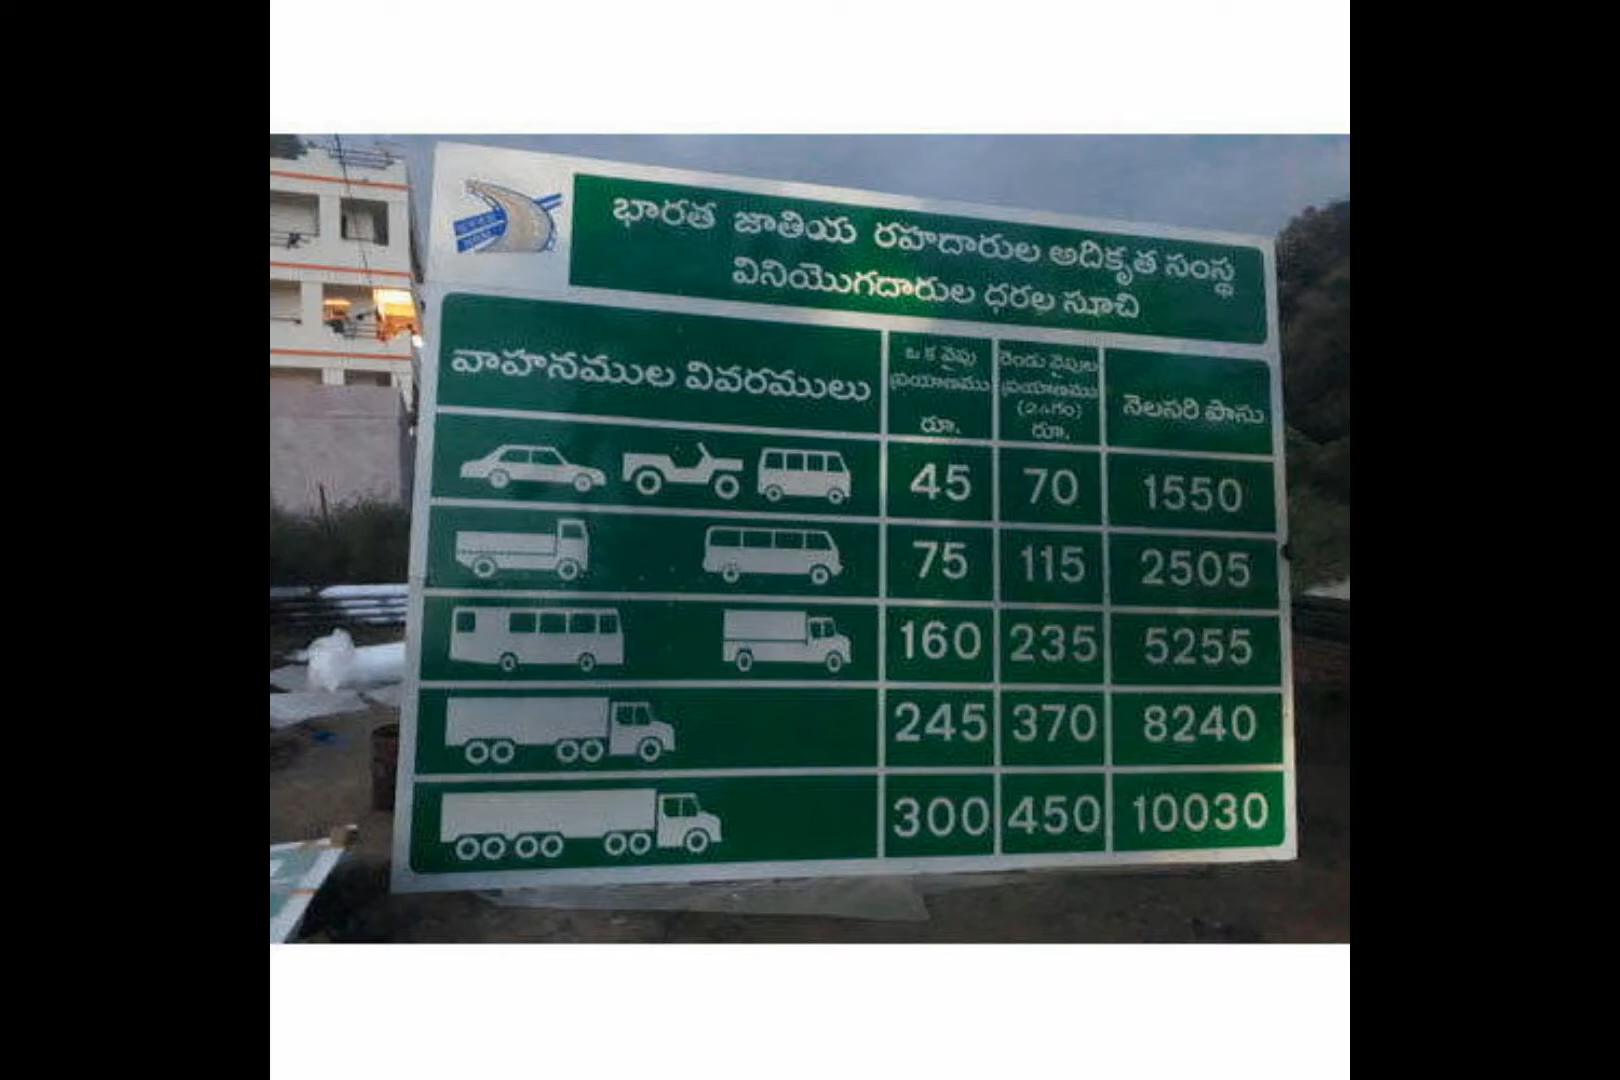 భారత జాతియ రహదారుల అదికృత సంస్థ
వినియొగదారుల ధరల్ర సూచి
వాహనముల వివరములు
ఒక వైపు
ప్రయాణము
రూ.
రెండు వైపుల
ప్రయాణము
(24గం)
రూ.
నెలసరి పాసు
45 70 1550
75 115 2505
160 235 5255
245 370 8240
300 450 10030